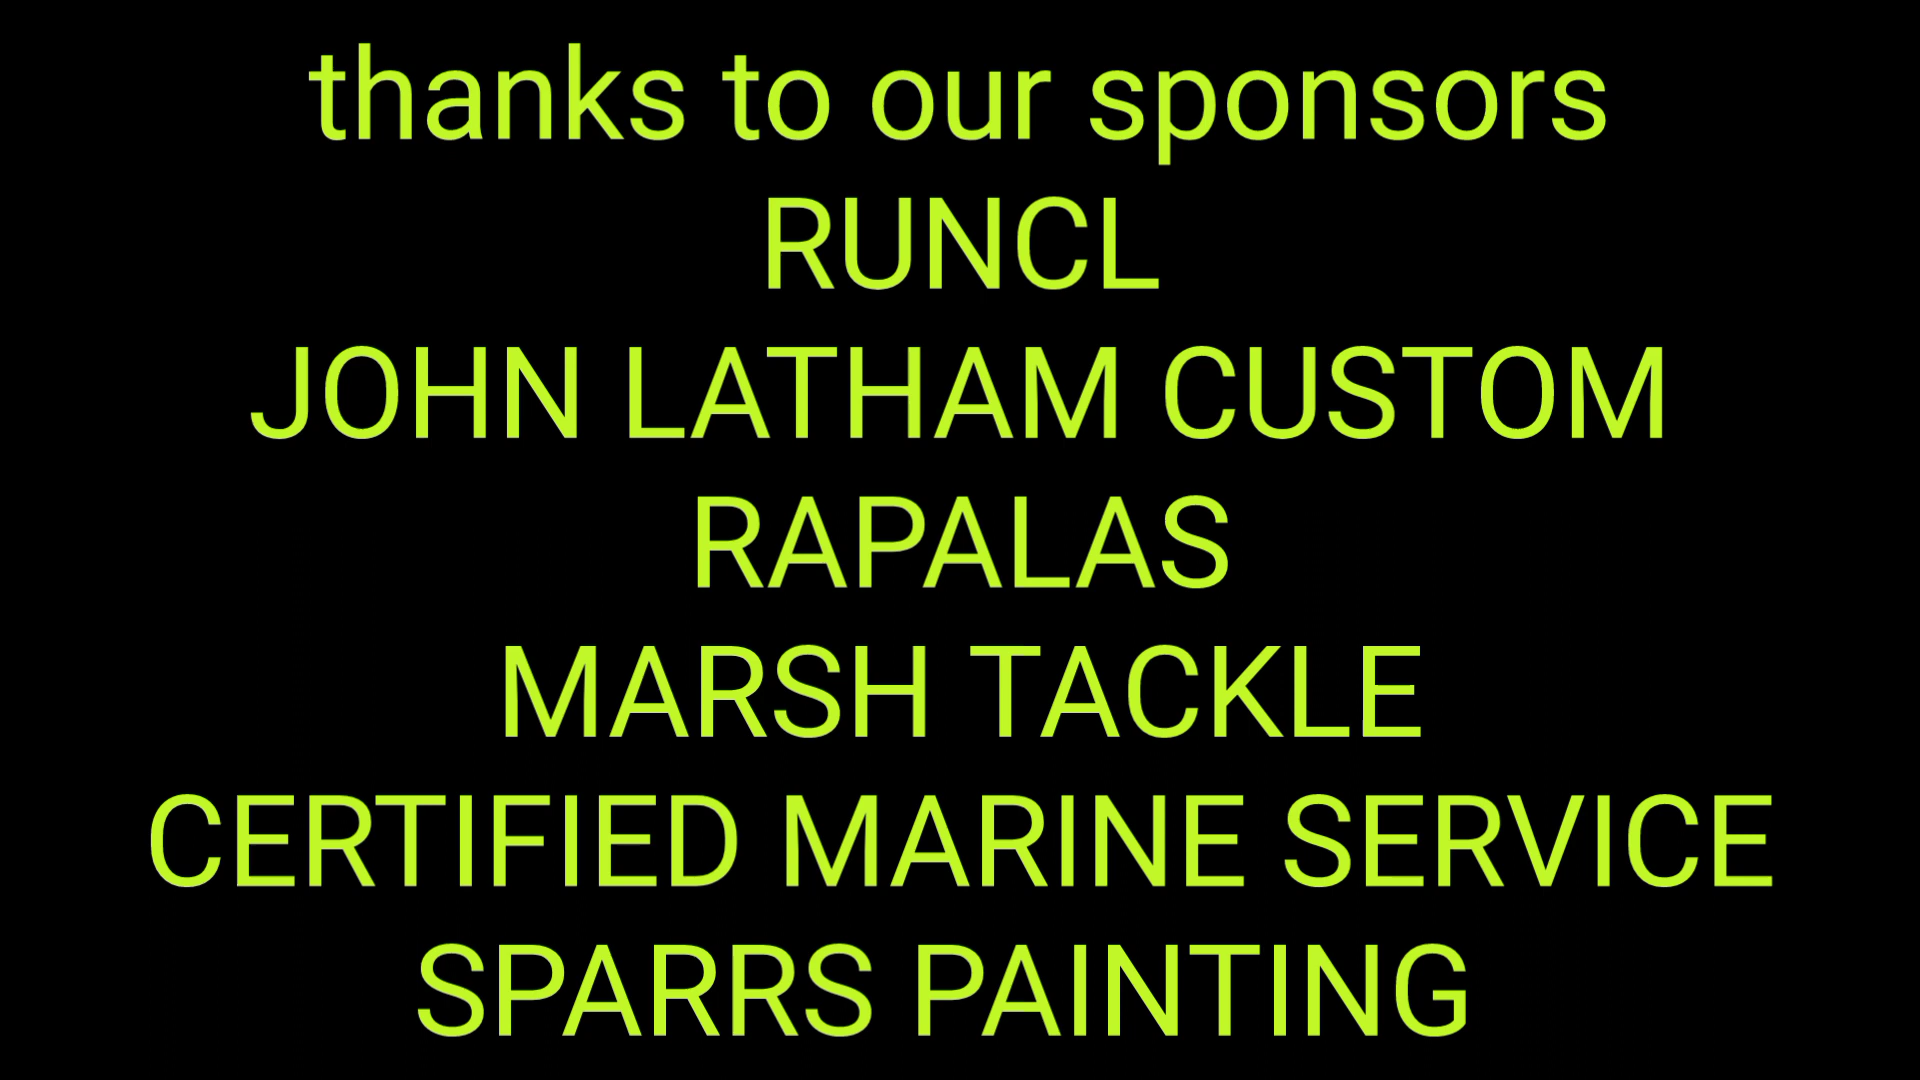 thanks to our sponsors
RUNCL
JOHN LATHAM CUSTOM
RAPALAS
MARSH TACKLE
CERTIFIED MARINE SERVICE
SPARRS PAINTING